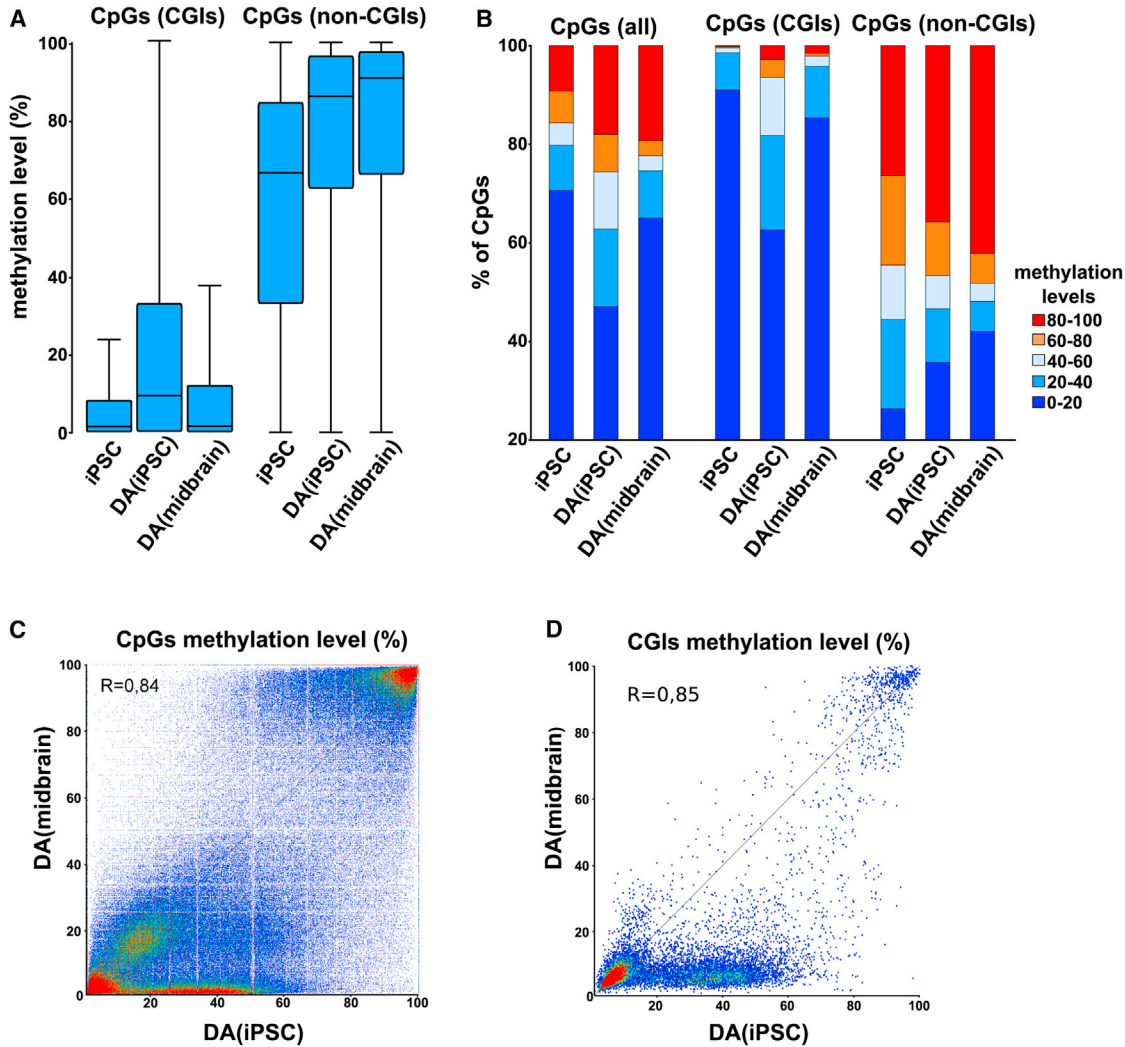 A
CpGs (CGIs)
CpGs (non-CGIs)
methylation level (%)
100
80
60
40
20
0
iPSC
DA(iPSC)
DA(midbrain)
iPSC
DA(iPSC)
DA(midbrain)
B
CpGs (all)
CpGs (CGIs)
CpGs (non-CGIs)
% of CpGs
100
80
60
40
20
iPSC
DA(iPSC)
DA(midbrain)
iPSC
DA(iPSC)
DA(midbrain)
iPSC
DA(iPSC)
DA(midbrain)
methylation
levels
80-100
60-80
40-60
20-40
0-20
C
CpGs methylation level (%)
R=0,84
DA(midbrain)
100
80
60
40
20
0
20
40
60
80
100
DA(iPSC)
D
CGIs methylation level (%)
R=0,85
DA(midbrain)
100
80
60
40
20
0
20
40
60
80
100
DA(iPSC)